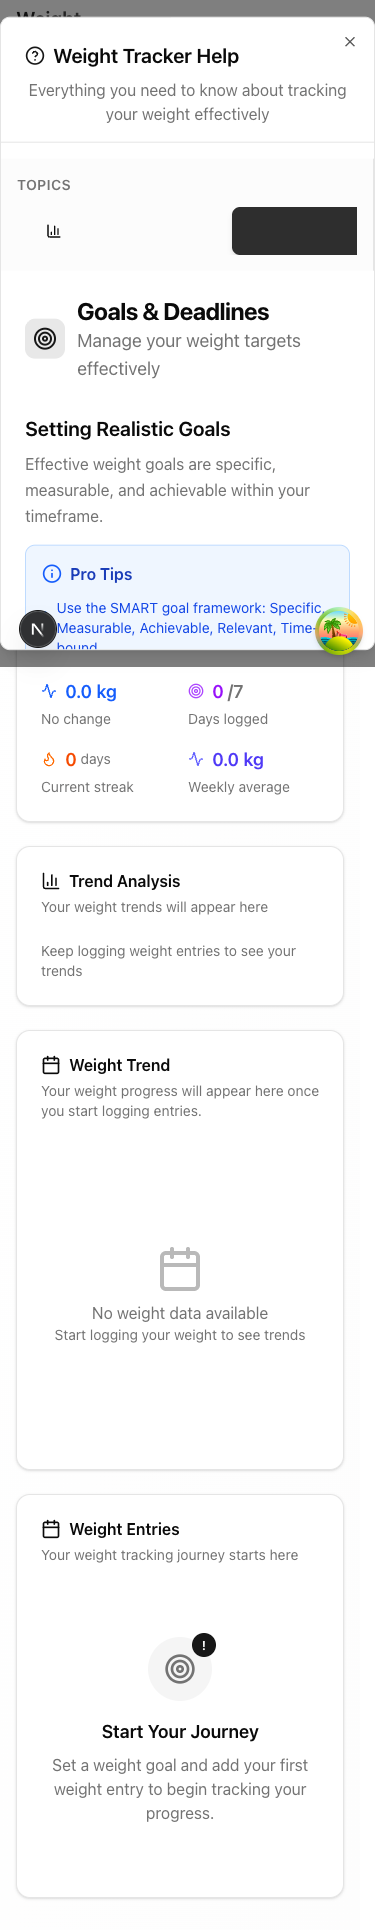 Weight Tracker Help
Everything you need to know about tracking
your weight effectively
TOPICS
Goals & Deadlines
Manage your weight targets
effectively
Setting Realistic Goals
Effective weight goals are specific,
measurable, and achievable within your
timeframe.
Pro Tips
Use the SMART goal framework: Specific,
Measurable, Achievable, Relevant, Time-
bound
N
0.0 kg
No change
0 /7
Days logged
0 days
Current streak
0.0 kg
Weekly average
Trend Analysis
Your weight trends will appear here
Keep logging weight entries to see your
trends
Weight Trend
Your weight progress will appear here once
you start logging entries.
No weight data available
Start logging your weight to see trends
Weight Entries
Your weight tracking journey starts here
!
Start Your Journey
Set a weight goal and add your first
weight entry to begin tracking your
progress.